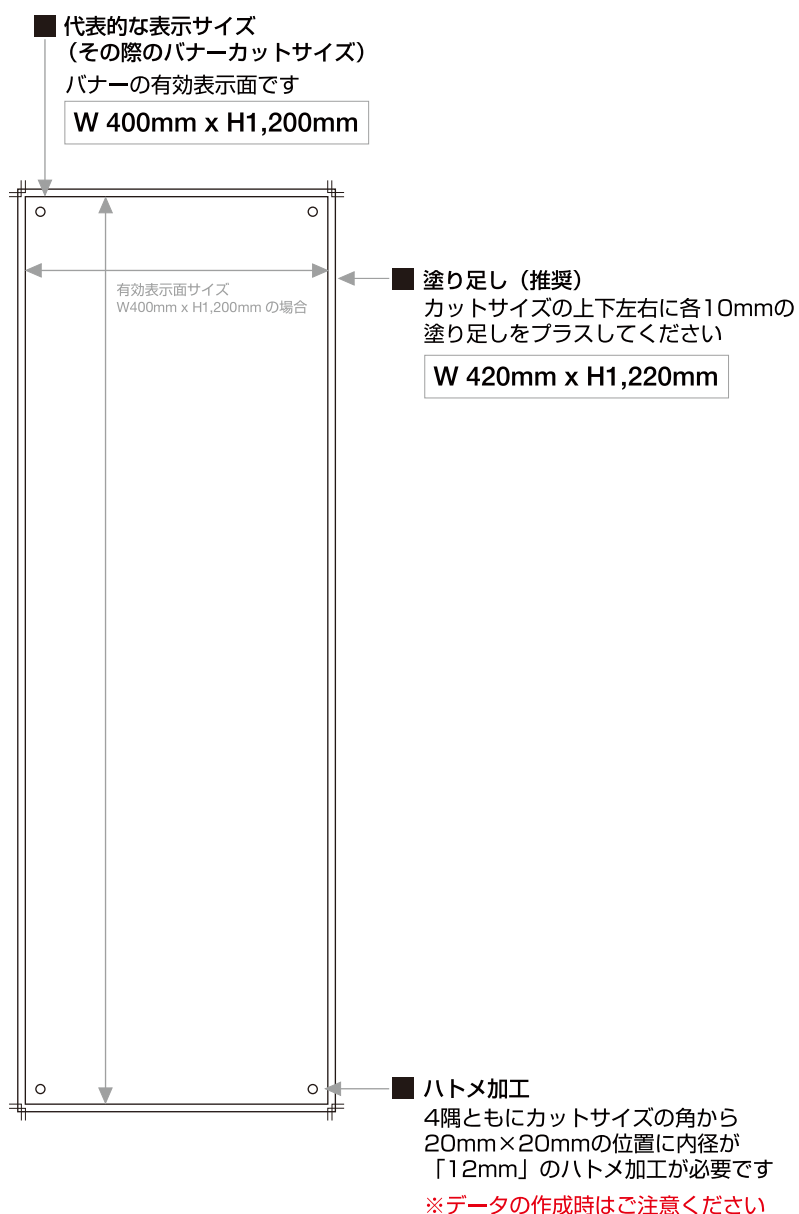 ■ 代表的な表示サイズ
（その際のバナーカットサイズ）
バナーの有効表示面です
W 400mm x H1,200mm
有効表示面サイズ
W400mm x H1,200mm の場合
■ 塗り足し（推奨）
カットサイズの上下左右に各10mmの
塗り足しをプラスしてください
W 420mm x H1,220mm
■ ハトメ加工
4隅ともにカットサイズの角から
20mm×20mmの位置に内径が
「12mm」のハトメ加工が必要です
※データの作成時はご注意ください